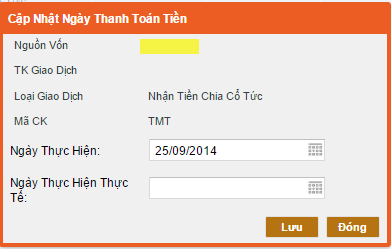 Cập Nhật Ngày Thanh Toán Tiền
Nguồn Vốn
TK Giao Dịch
Loại Giao Dịch Nhận Tiền Chia Cổ Tức
Mã CK TMT
Ngày Thực Hiện: 25/09/2014
Ngày Thực Hiện Thực
Tế:
Lưu Đóng